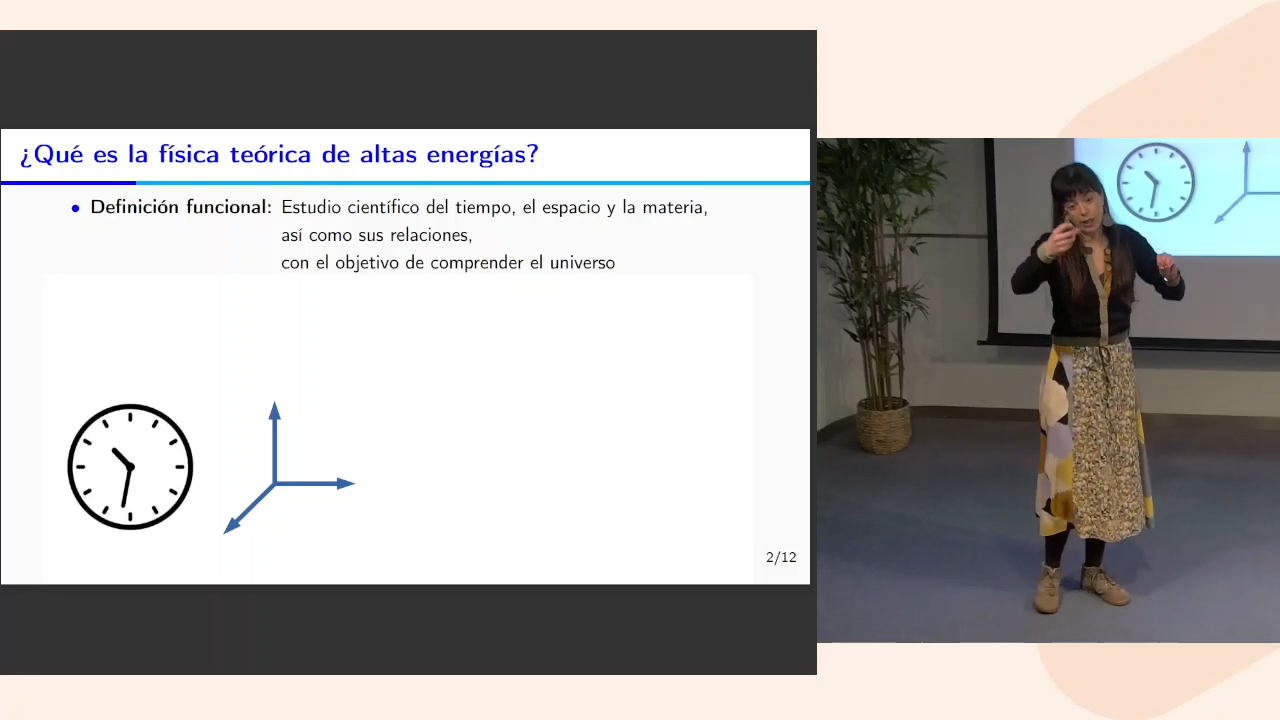 ¿Qué es la física teórica de altas energías?
• Definición funcional: Estudio científico del tiempo, el espacio y la materia,
así como sus relaciones,
con el objetivo de comprender el universo
2/12